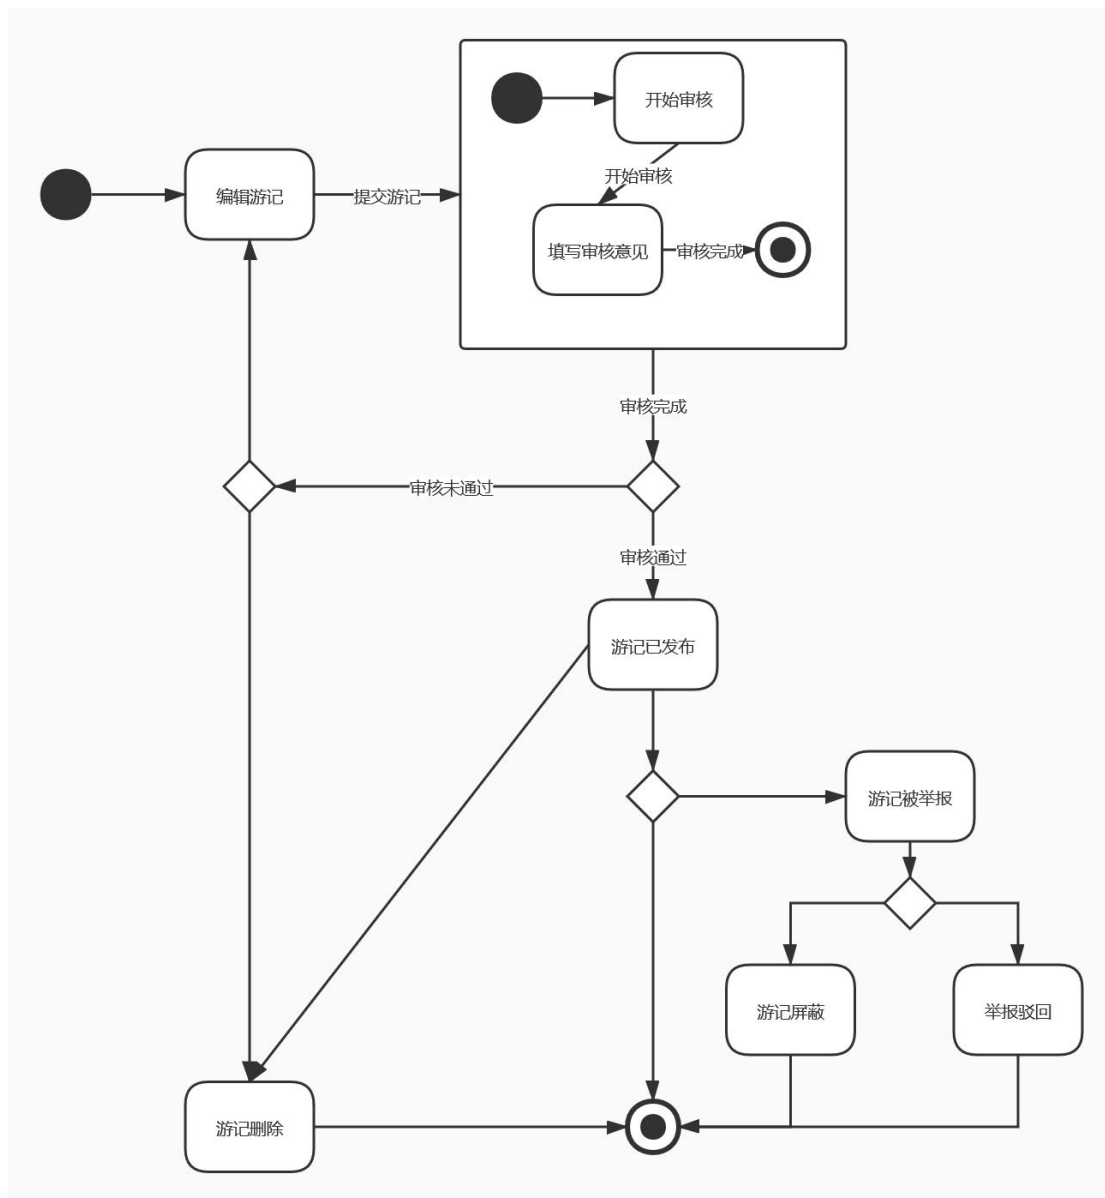 开始审核
开始审核
编辑游记
提交游记
填写审核意见
审核完成
审核完成
审核未通过
审核通过
游记已发布
游记被举报
游记屏蔽
举报驳回
游记删除